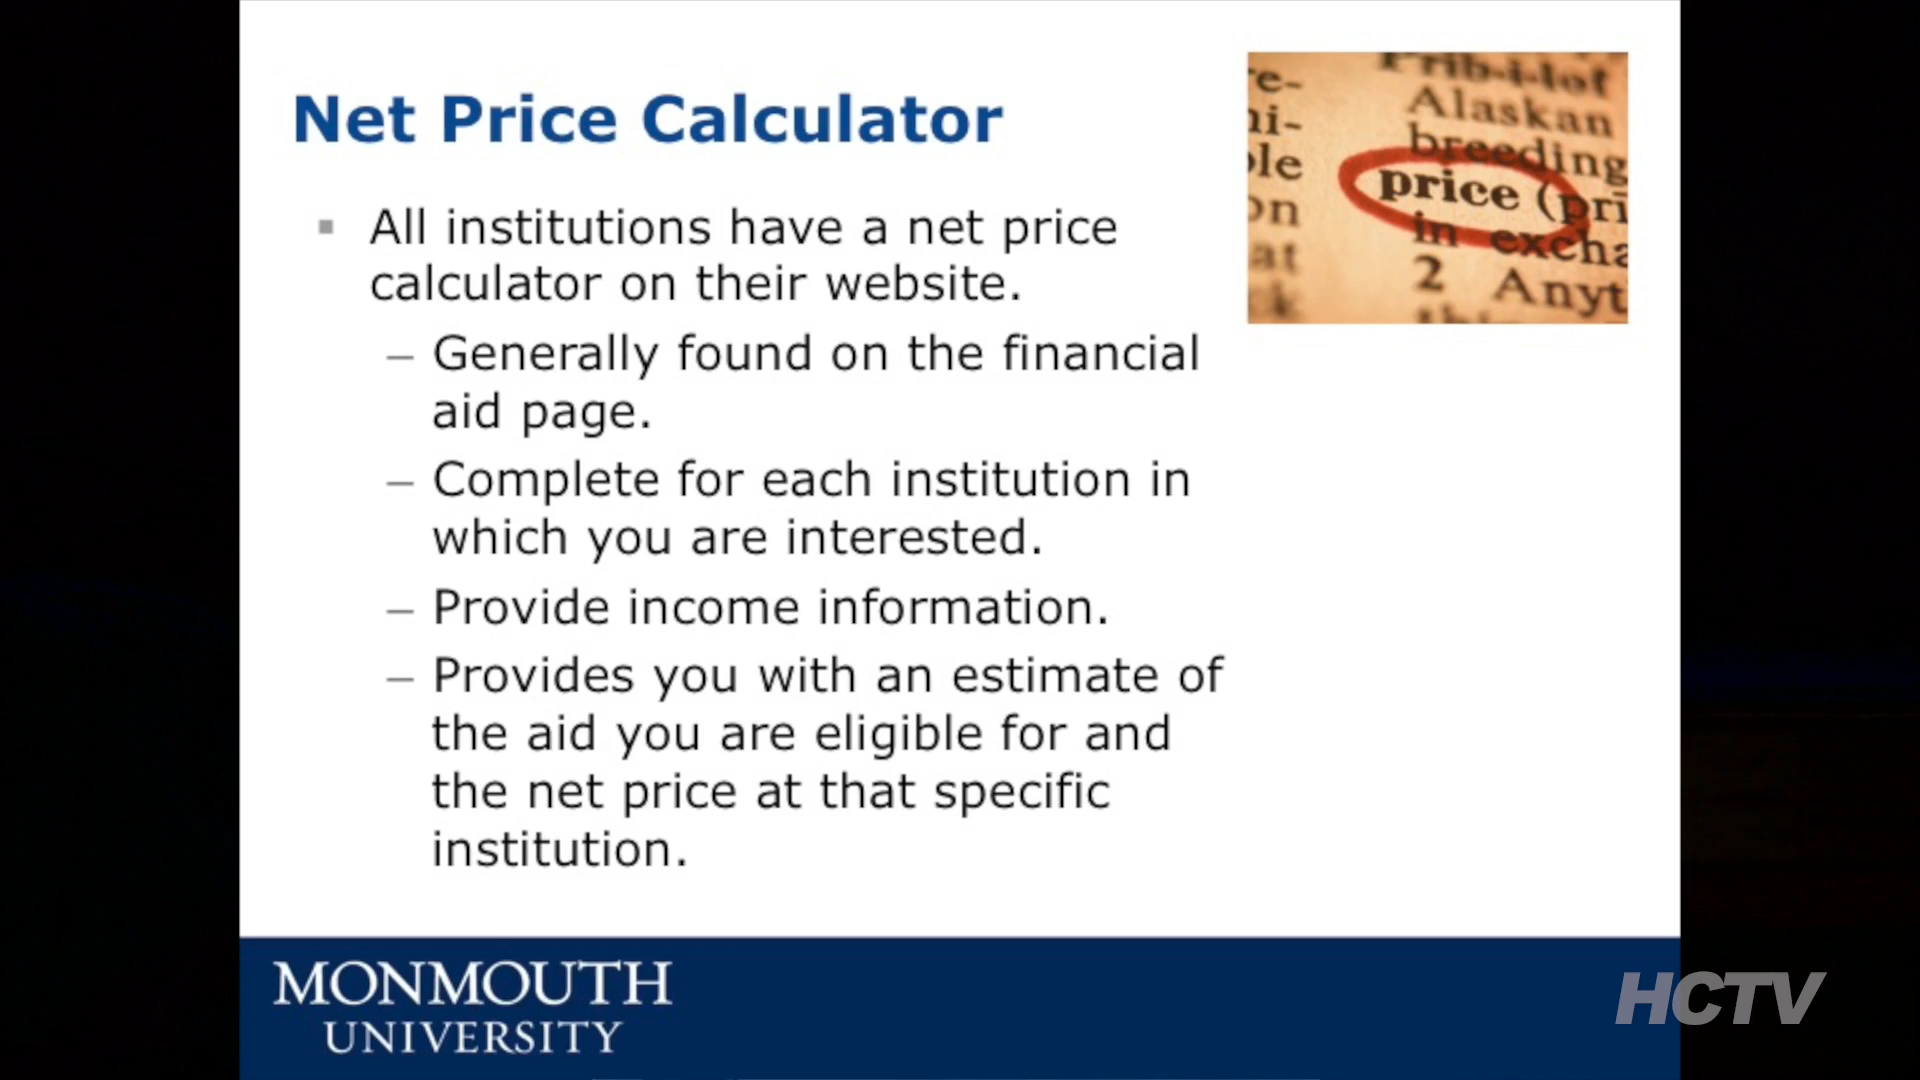 Net Price Calculator
All institutions have a net price
calculator on their website.
– Generally found on the financial
aid page.
– Complete for each institution in
which you are interested.
– Provide income information.
– Provides you with an estimate of
the aid you are eligible for and
the net price at that specific
institution.
Alaskan
breeding
price (pri
in excha
2 Anyt
MONMOUTH
UNIVERSITY
HCTV